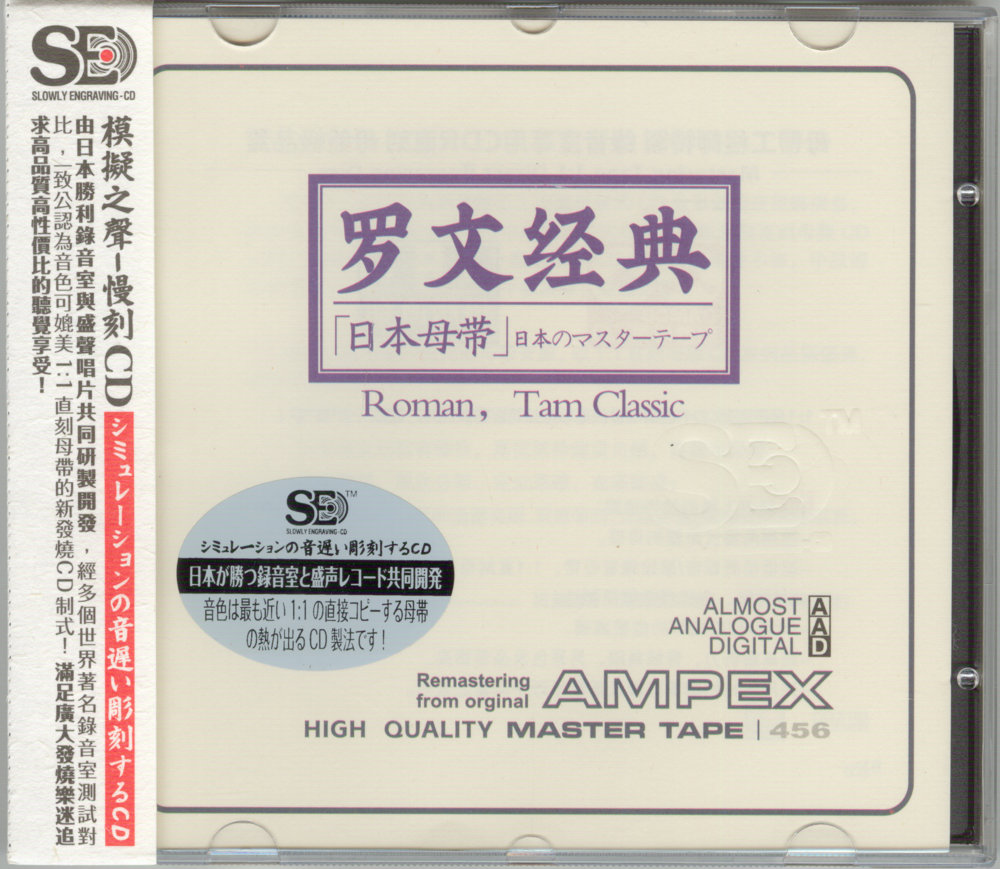 SE
SLOWLY ENGRAVING-CD
模擬之聲-慢刻CD
シミュレーションの音遅い彫刻するCD
由日本勝利錄音室與盛聲唱片共同研製開發，經多個世界著名錄音室測試對
比，一致公認為音色可媲美1:1直刻母帶的新發燒CD制式！滿足廣大發燒樂迷追
求高品質高性價比的聽覺享受！
罗文经典
「日本母带」日本のマスターテープ
Roman, Tam Classic
SE TM
SLOWLY ENGRAVING-CD
シミュレーションの音遅い彫刻するCD
日本が勝つ録音室と盛声レコード共同開発
音色は最も近い1:1の直接コピーする母帯
の熱が出るCD製法です！
SE TM
ALMOST A
ANALOGUE A
DIGITAL D
Remastering
from orginal AMPEX
HIGH QUALITY MASTER TAPE | 456